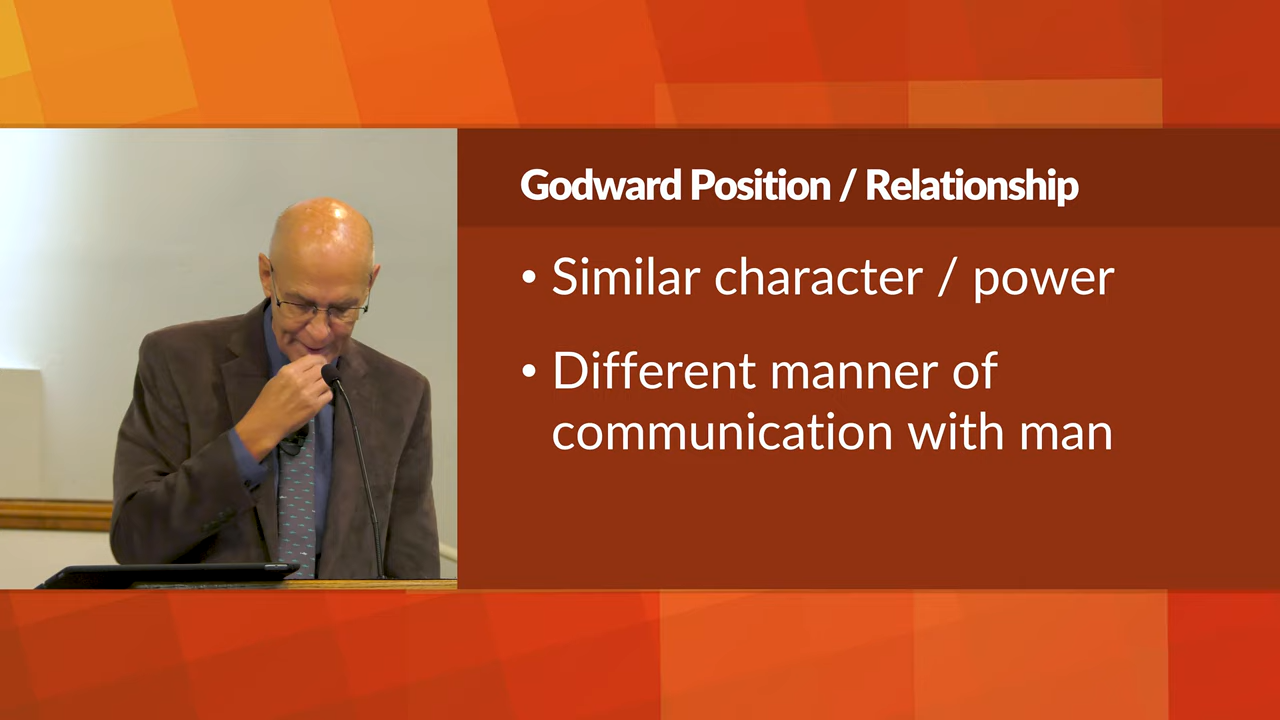 Godward Position / Relationship
• Similar character / power
• Different manner of
communication with man